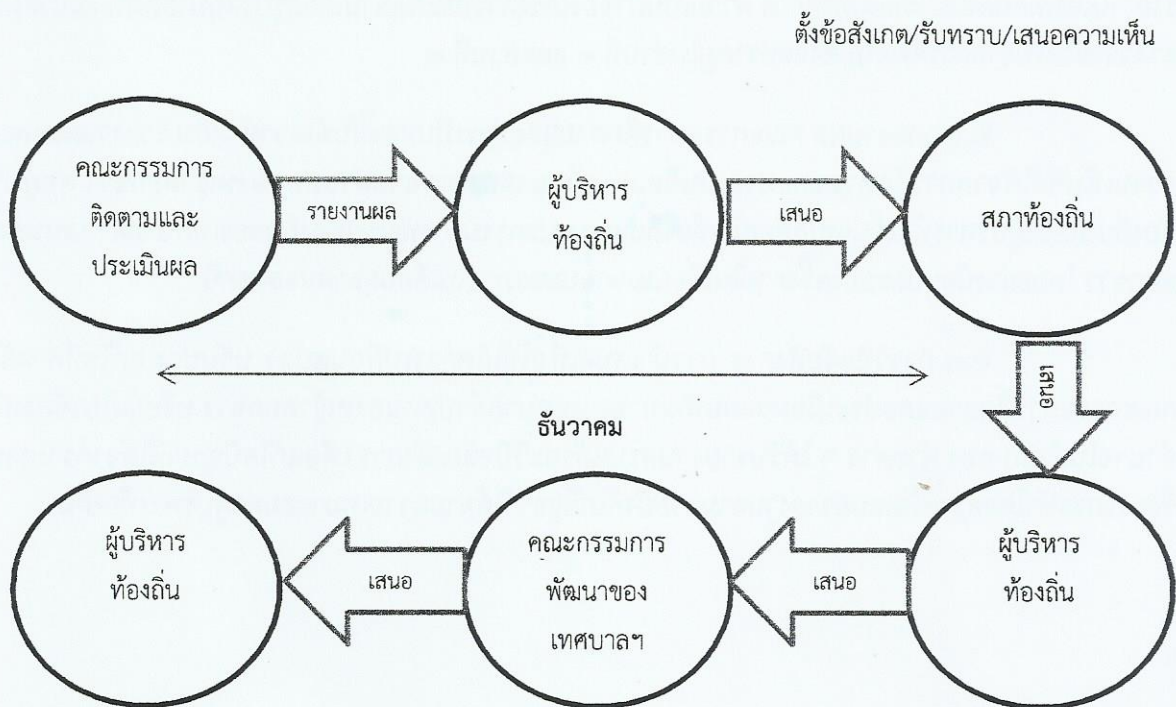 ตั้งข้อสังเกต/รับทราบ/เสนอความเห็น
คณะกรรมการ
ติดตามและ
ประเมินผล
รายงานผล
ผู้บริหาร
ท้องถิ่น
เสนอ
สภาท้องถิ่น
เสนอ
ธันวาคม
ผู้บริหาร
ท้องถิ่น
เสนอ
คณะกรรมการ
พัฒนาของ
เทศบาลฯ
เสนอ
ผู้บริหาร
ท้องถิ่น